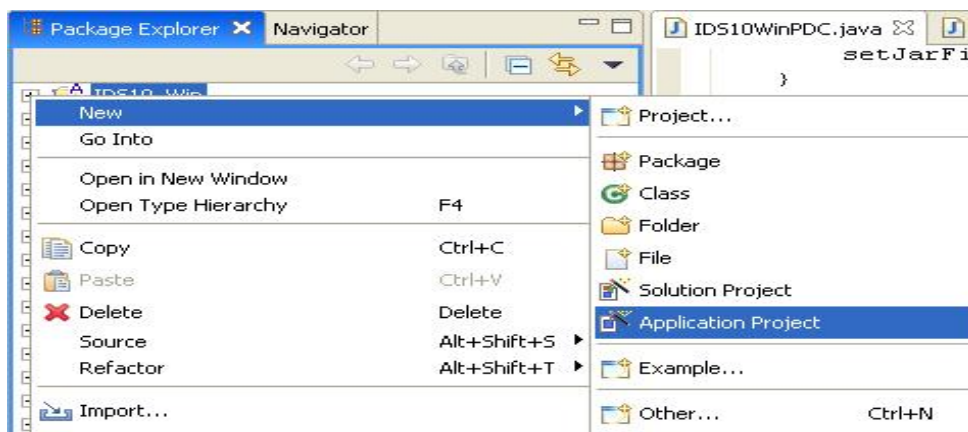 Package Explorer Navigator
IDS10WinPDC.java
setJarFi
}
IDS10_Win
New
Go Into
Open in New Window
Open Type Hierarchy F4
Copy Ctrl+C
Paste Ctrl+V
Delete Delete
Source Alt+Shift+S
Refactor Alt+Shift+T
Import...
Project...
Package
Class
Folder
File
Solution Project
Application Project
Example...
Other... Ctrl+N